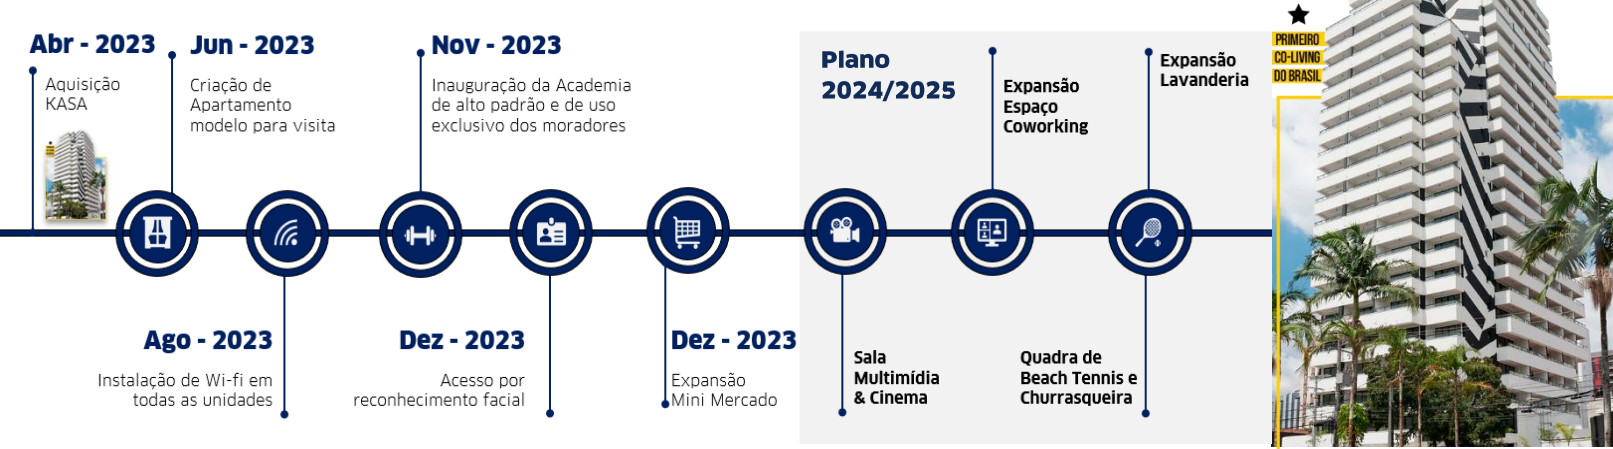 Abr - 2023
Aquisição
KASA
Jun - 2023
Criação de
Apartamento
modelo para visita
Nov - 2023
Inauguração da Academia
de alto padrão e de uso
exclusivo dos moradores
Plano
2024/2025
Expansão
Espaço
Coworking
Expansão
Lavanderia
PRIMEIRO
CO-LIVING
DO BRASIL
Ago - 2023
Instalação de Wi-fi em
todas as unidades
Dez - 2023
Acesso por
reconhecimento facial
Dez - 2023
Expansão
Mini Mercado
Sala
Multimídia
& Cinema
Quadra de
Beach Tennis e
Churrasqueira